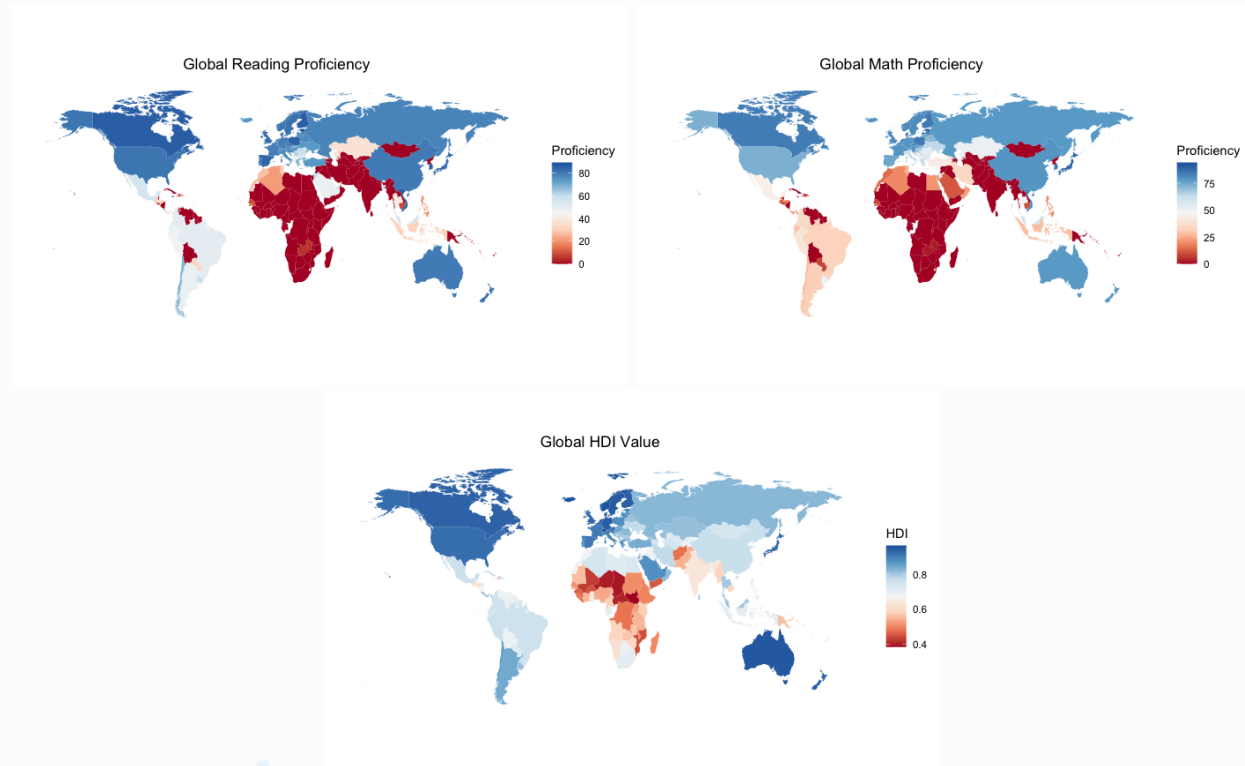 Global Reading Proficiency
Proficiency
80
60
40
20
0
Global Math Proficiency
Proficiency
75
50
25
0
Global HDI Value
HDI
0.8
0.6
0.4